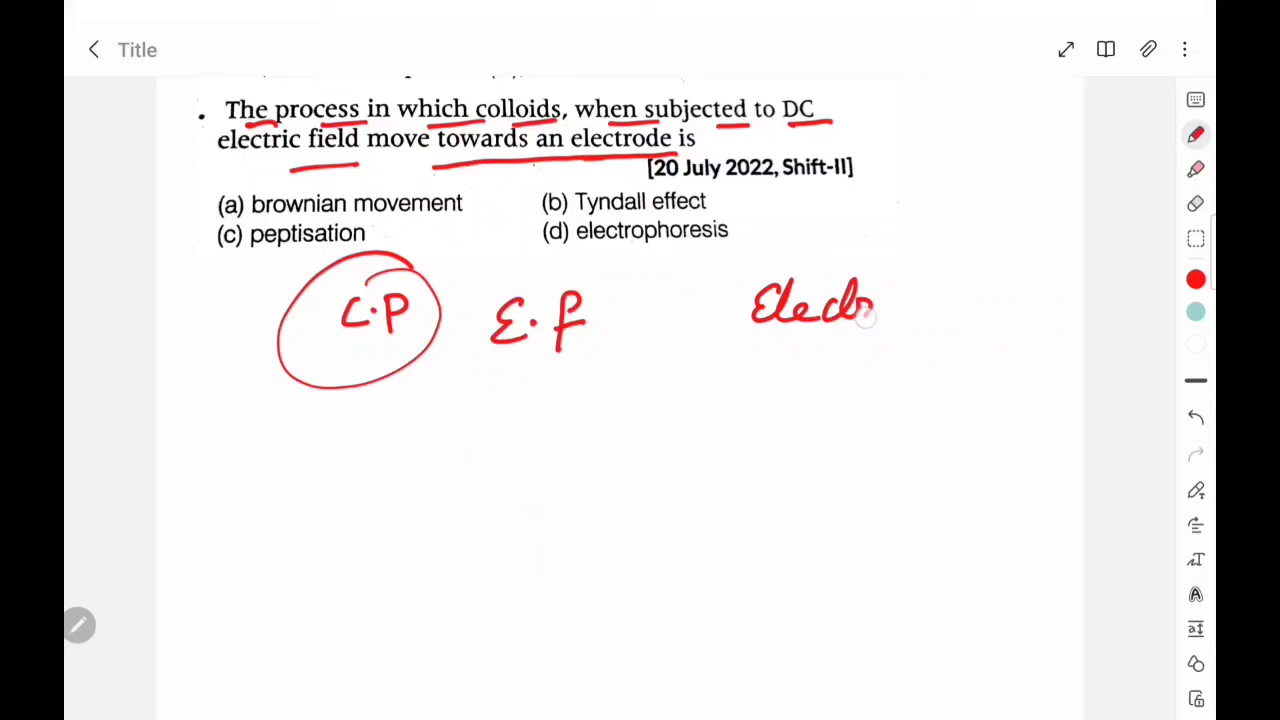 Title
. The process in which colloids, when subjected to DC
electric field move towards an electrode is
[20 July 2022, Shift-II]
(a) brownian movement (b) Tyndall effect
(c) peptisation (d) electrophoresis
C.P E.f Electr